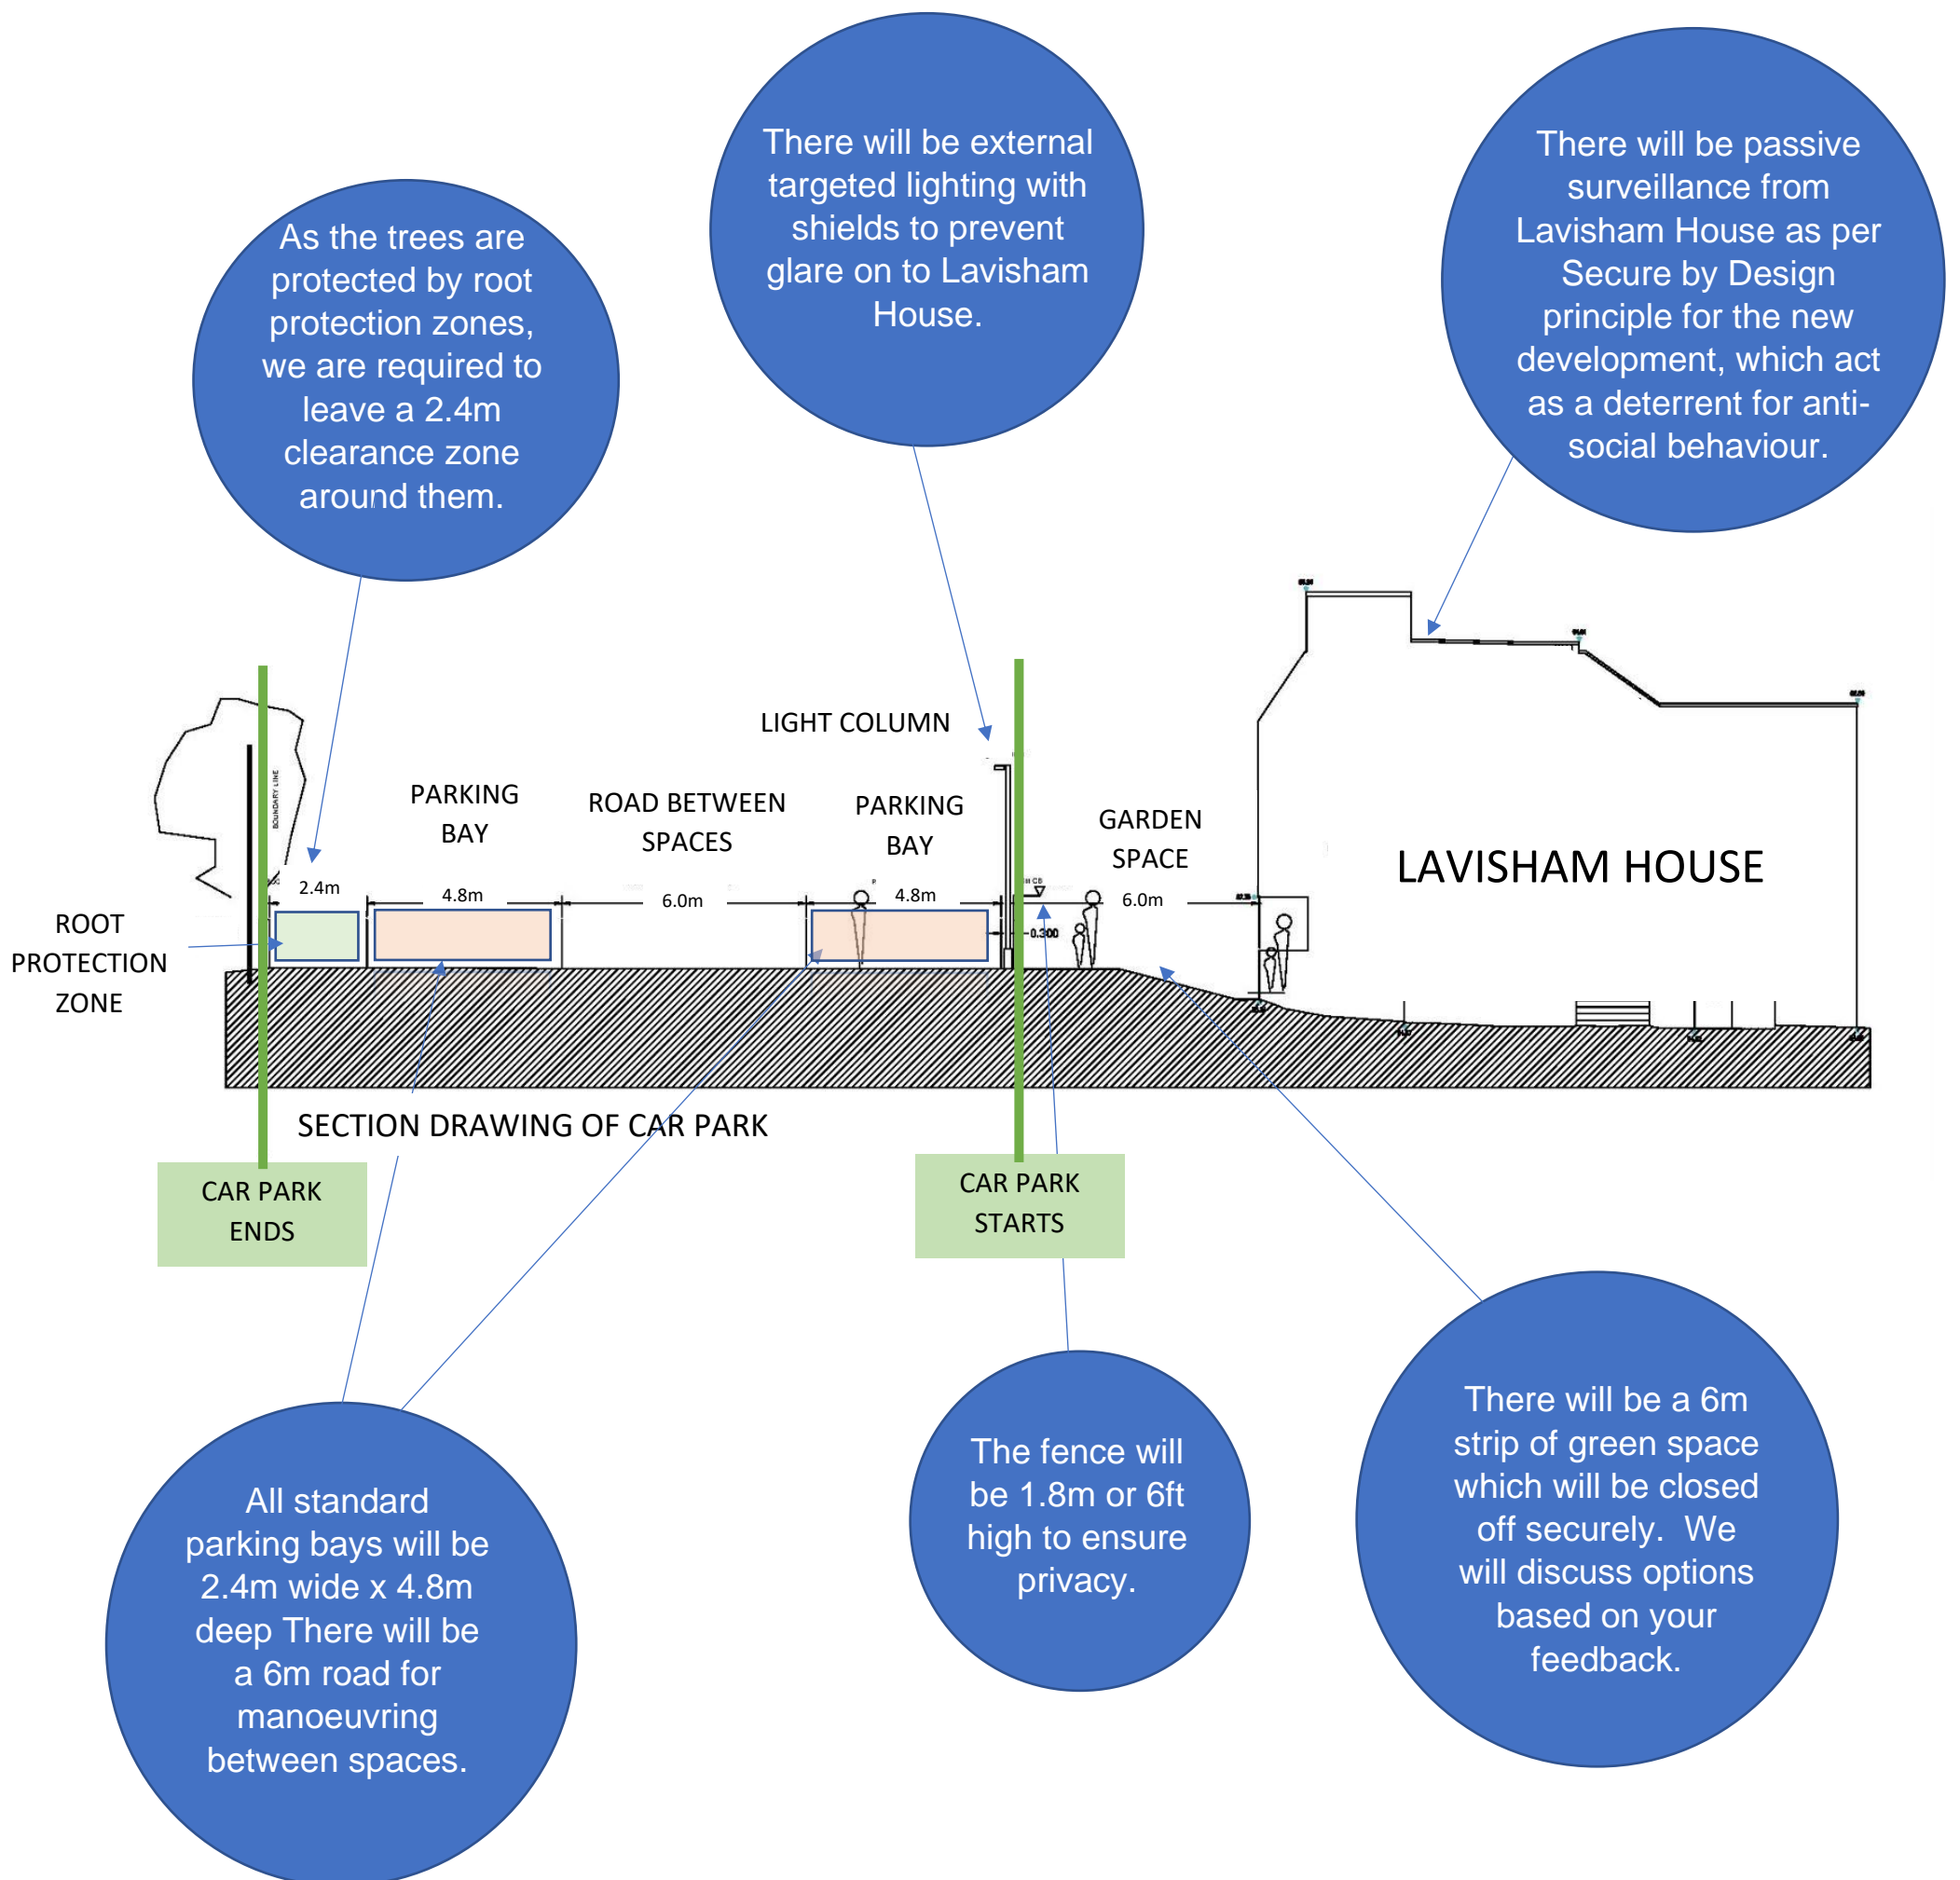 There will be external
targeted lighting with
shields to prevent
glare on to Lavisham
House.
There will be passive
surveillance from
Lavisham House as per
Secure by Design
principle for the new
development, which act
as a deterrent for anti-
social behaviour.
As the trees are
protected by root
protection zones,
we are required to
leave a 2.4m
clearance zone
around them.
LIGHT COLUMN
BOUNDARY LINE
PARKING
BAY
ROAD BETWEEN
SPACES
PARKING
BAY
GARDEN
SPACE
LAVISHAM HOUSE
2.4m
4.8m
6.0m
4.8m
6.0m
0.300
ROOT
PROTECTION
ZONE
SECTION DRAWING OF CAR PARK
CAR PARK
ENDS
CAR PARK
STARTS
All standard
parking bays will be
2.4m wide x 4.8m
deep There will be
a 6m road for
manoeuvring
between spaces.
The fence will
be 1.8m or 6ft
high to ensure
privacy.
There will be a 6m
strip of green space
which will be closed
off securely.  We
will discuss options
based on your
feedback.